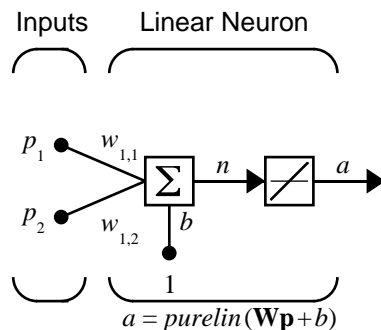 Inputs Linear Neuron
p1 w1,1 n a
Σ
p2 w1,2 b
1
a = purelin(Wp+b)